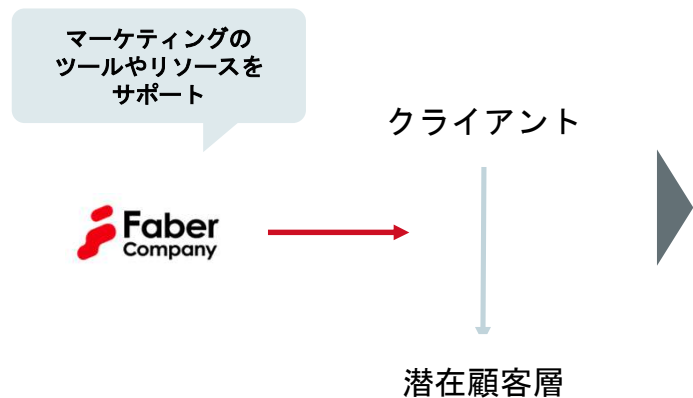 マーケティングの
ツールやリソースを
サポート
クライアント
Faber
Company
潜在顧客層